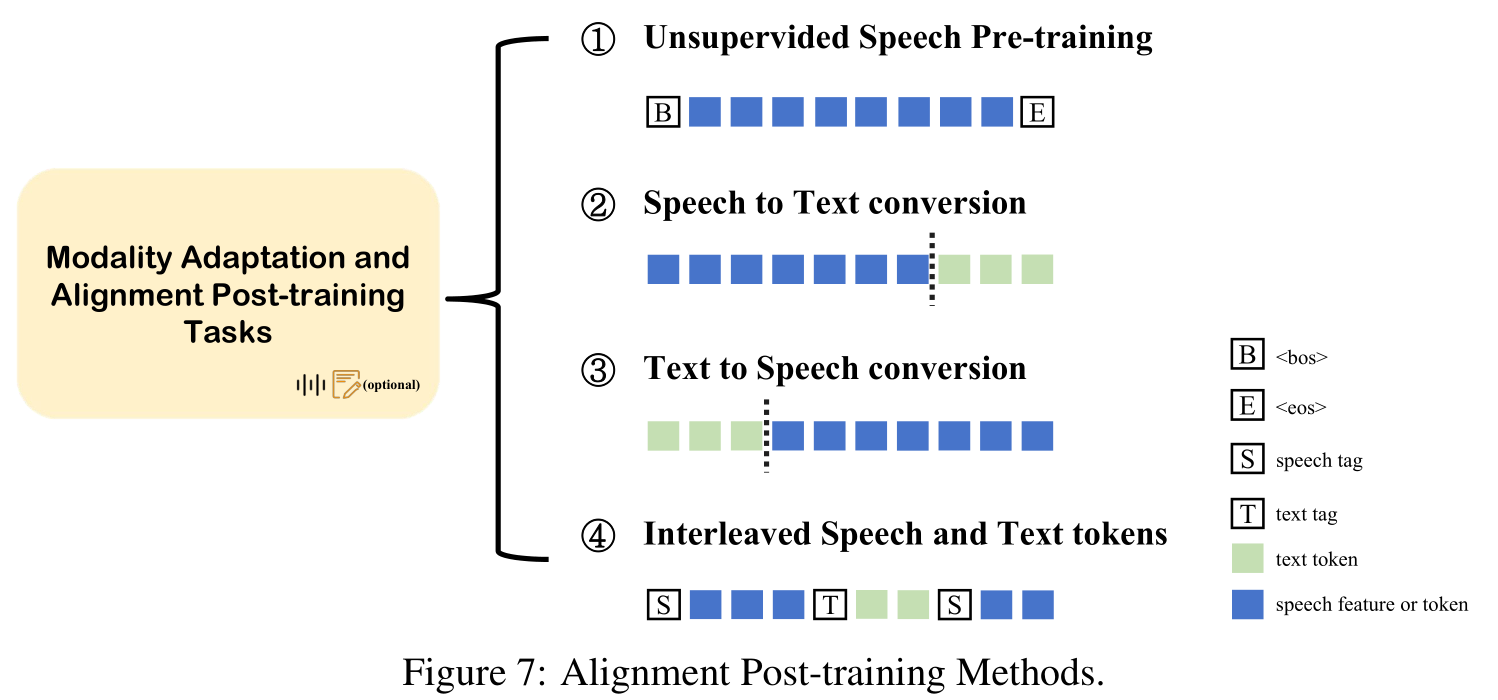 ① Unsupervided Speech Pre-training
B E
② Speech to Text conversion
Modality Adaptation and
Alignment Post-training
Tasks
(optional)
③ Text to Speech conversion
④ Interleaved Speech and Text tokens
S T S
B <bos>
E <eos>
S speech tag
T text tag
text token
speech feature or token
Figure 7: Alignment Post-training Methods.